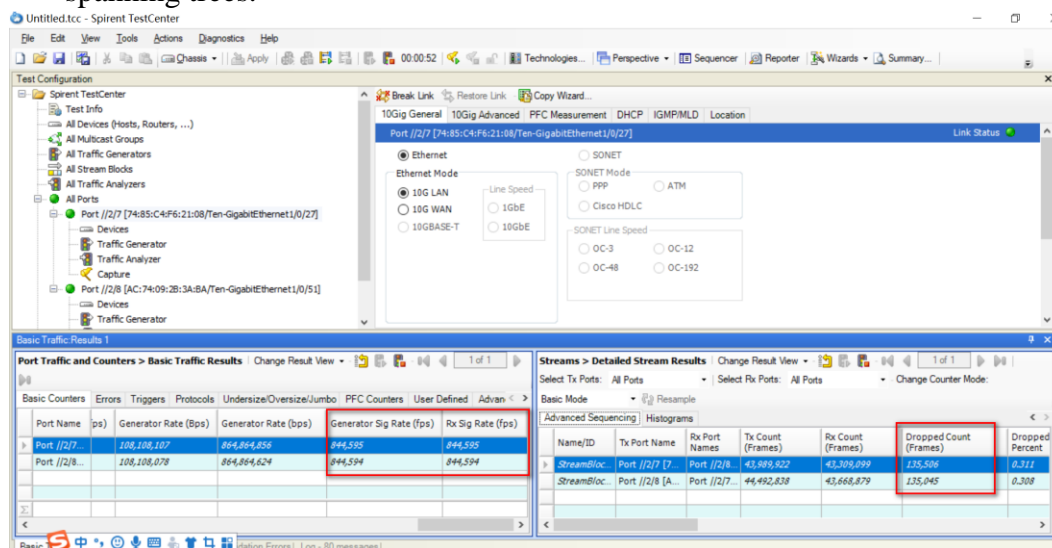 spanning trees.
Untitled.tcc - Spirent TestCenter
File Edit View Tools Actions Diagnostics Help
Chassis Apply 00:00:52 Technologies... Perspective Sequencer Reporter Wizards Summary...
Test Configuration
Spirent TestCenter
Test Info
All Devices (Hosts, Routers, ...)
All Multicast Groups
All Traffic Generators
All Stream Blocks
All Traffic Analyzers
All Ports
Port //2/7 [74:85:C4:F6:21:08/Ten-GigabitEthernet1/0/27]
Devices
Traffic Generator
Traffic Analyzer
Capture
Port //2/8 [AC:74:09:2B:3A:BA/Ten-GigabitEthernet1/0/51]
Devices
Traffic Generator
Break Link Restore Link Copy Wizard...
10Gig General 10Gig Advanced PFC Measurement DHCP IGMP/MLD Location
Port //2/7 [74:85:C4:F6:21:08/Ten-GigabitEthernet1/0/27] Link Status
Ethernet SONET
Ethernet Mode
10G LAN
10G WAN
10GBASE-T
Line Speed
1GbE
10GbE
SONET Mode
PPP ATM
Cisco HDLC
SONET Line Speed
OC-3 OC-12
OC-48 OC-192
Basic Traffic Results 1
Port Traffic and Counters > Basic Traffic Results Change Result View 1 of 1
Basic Counters Errors Triggers Protocols Undersize/Oversize/Jumbo PFC Counters User Defined Advan
Port Name ps) Generator Rate (Bps) Generator Rate (bps) Generator Sig Rate (fps) Rx Sig Rate (fps)
Port //2/7... 108,108,107 864,864,856 844,595 844,595
Port //2/8... 108,108,078 864,864,624 844,594 844,594
Streams > Detailed Stream Results Change Result View 1 of 1
Select Tx Ports: All Ports Select Rx Ports: All Ports Change Counter Mode:
Basic Mode Resample
Advanced Sequencing Histograms
Name/ID Tx Port Name Rx Port Names Tx Count (Frames) Rx Count (Frames) Dropped Count (Frames) Dropped Percent
StreamBloc... Port //2/7 [7... Port //2/8... 43,989,922 43,309,099 135,506 0.311
StreamBloc... Port //2/8 [A... Port //2/7... 44,492,838 43,668,879 135,045 0.308
Basic T
中
dation Errors Log - 80 messages